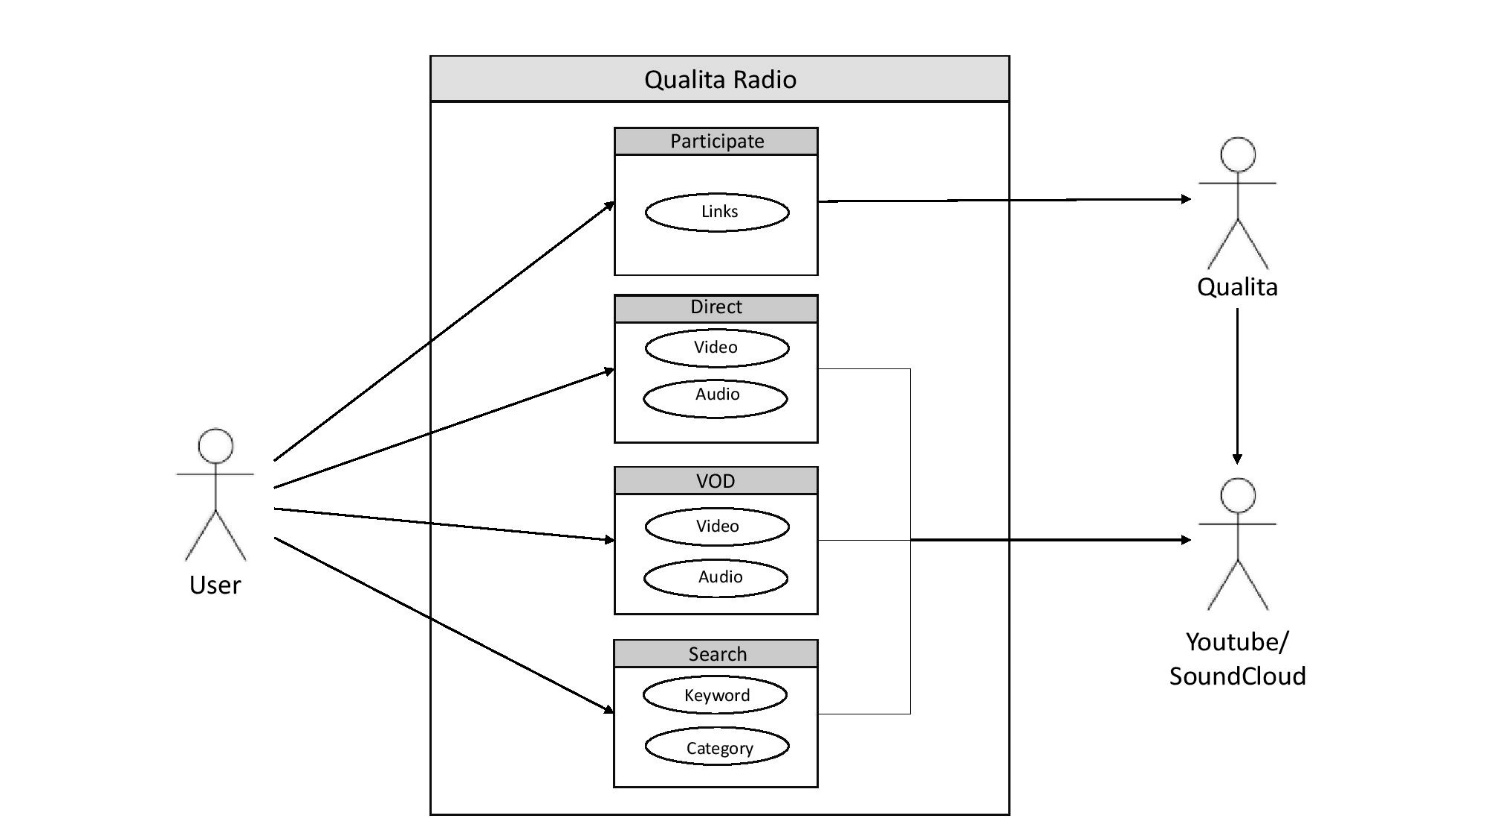 Qualita Radio
Participate
Links
Direct
Video
Audio
VOD
Video
Audio
Search
Keyword
Category
User
Qualita
Youtube/
SoundCloud